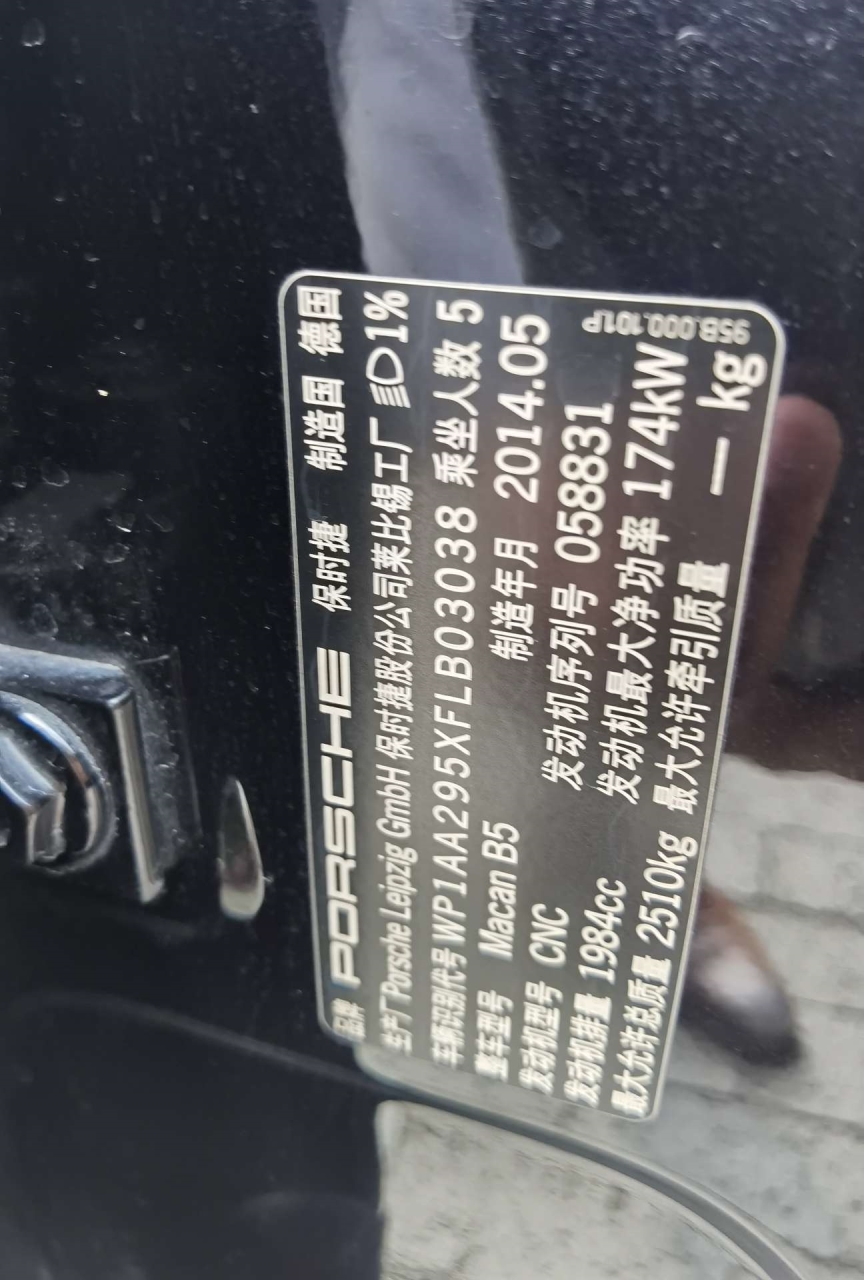 品牌 PORSCHE 保时捷 制造国 德国
生产厂 Porsche Leipzig GmbH 保时捷股份公司莱比锡工厂 1%
车辆识别代号 WP1AA295XFLB03038 乘坐人数 5
整车型号 Macan B5 制造年月 2014.05
发动机型号 CNC 发动机序列号 058831
发动机排量 1984cc 发动机最大净功率 174kW
最大允许总质量 2510kg 最大允许牵引质量 — kg
95B.000.101.P